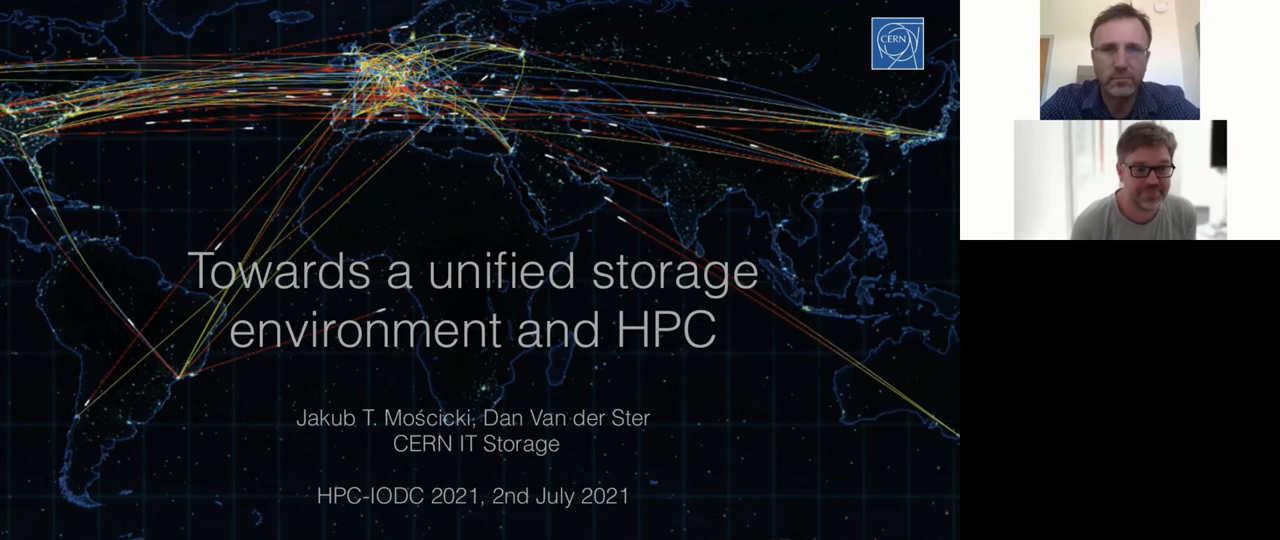 CERN
Towards a unified storage
environment and HPC
Jakub T. Mościcki, Dan Van der Ster
CERN IT Storage
HPC-IODC 2021, 2nd July 2021